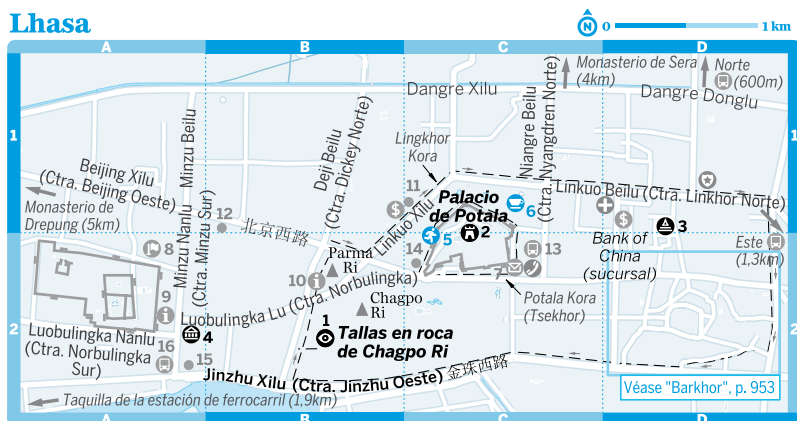 Lhasa
N 0 1 km
A B C D
Monasterio de Sera
(4km)
Norte
(600m)
Dangre Xilu
Dangre Donglu
1
1
Minzu Beilu
Deji Beilu
(Ctra. Dickey Norte)
Lingkhor
Kora
Niangre Beilu
(Ctra. Nyangdren Norte)
Beijing Xilu
(Ctra. Beijing Oeste)
Linkuo Beilu (Ctra. Linkhor Norte)
Monasterio de
Drepung (5km)
Minzu Nanlu
(Ctra. Minzu Sur)
12
11
$
Linkuo Xilu
Palacio
de Potala
6
2
5
$
3
北京西路
8
Parma
Ri
14
13
Bank of
China
(sucursal)
Este
(1,3km)
10
Luobulingka Lu (Ctra. Norbulingka)
Chagpo
Ri
Potala Kora
(Tsekhor)
9
2
2
Luobulingka Nanlu
(Ctra. Norbulingka
Sur)
4
1
Tallas en roca
de Chagpo Ri
16
15
Jinzhu Xilu (Ctra. Jinzhu Oeste) 金珠西路
Véase "Barkhor", p. 953
Taquilla de la estación de ferrocarril (1,9km)
A B C D